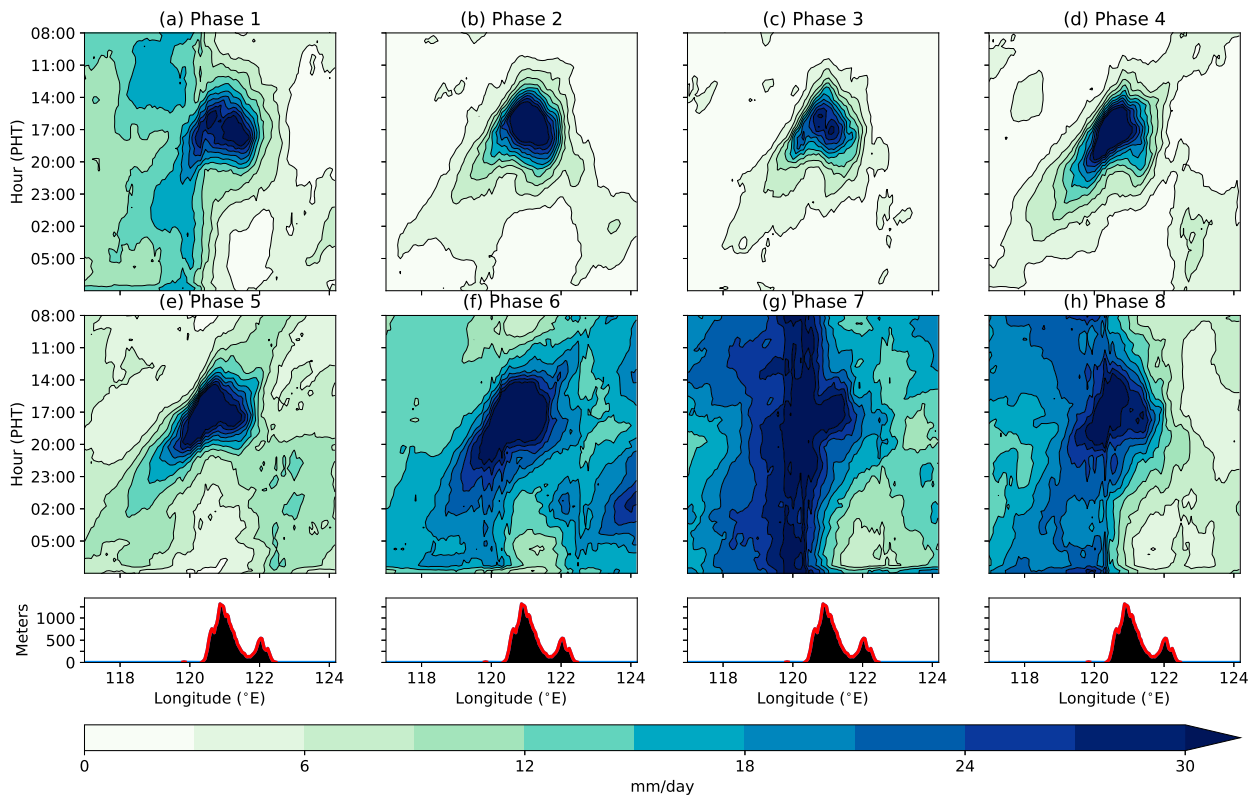 (a) Phase 1
(b) Phase 2
(c) Phase 3
(d) Phase 4
08:00
11:00
14:00
17:00
20:00
23:00
02:00
05:00
Hour (PHT)
(e) Phase 5
(f) Phase 6
(g) Phase 7
(h) Phase 8
08:00
11:00
14:00
17:00
20:00
23:00
02:00
05:00
Hour (PHT)
1000
500
0
Meters
118 120 122 124
118 120 122 124
118 120 122 124
118 120 122 124
Longitude (°E)
Longitude (°E)
Longitude (°E)
Longitude (°E)
0 6 12 18 24 30
mm/day